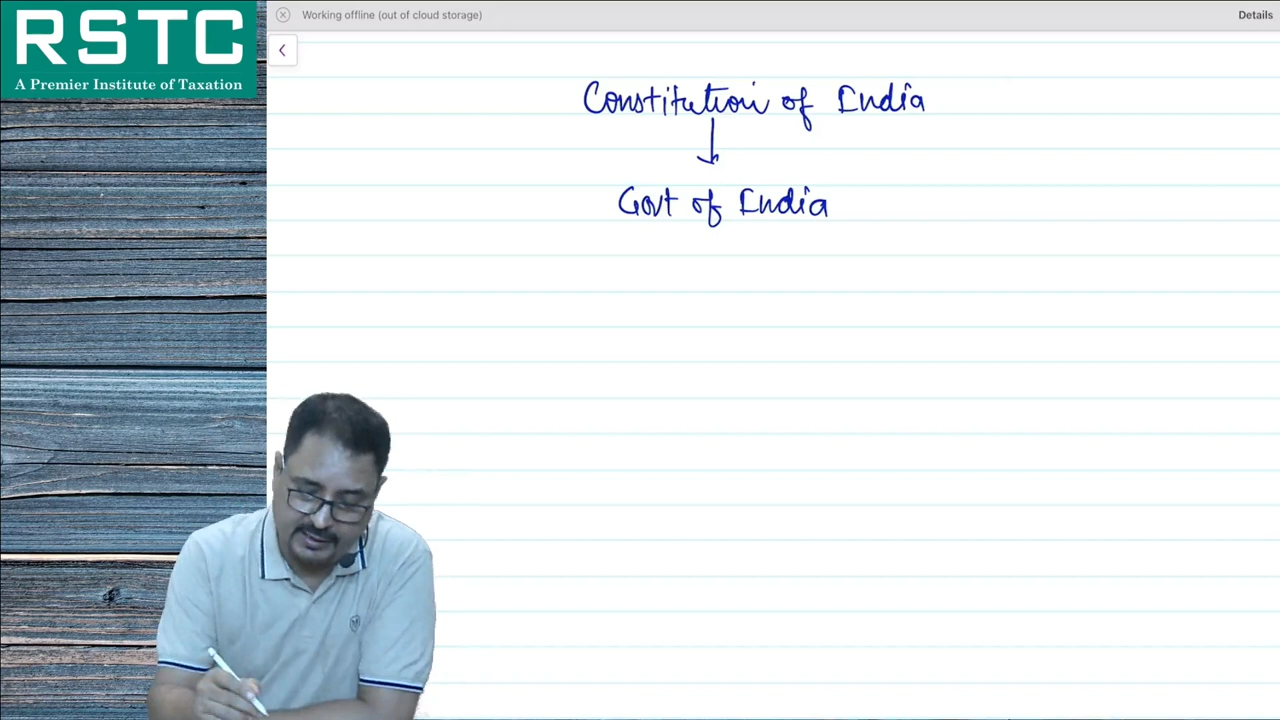 RSTC
A Premier Institute of Taxation
Working offline (out of cloud storage)
Details
Constitution of India
Govt of India